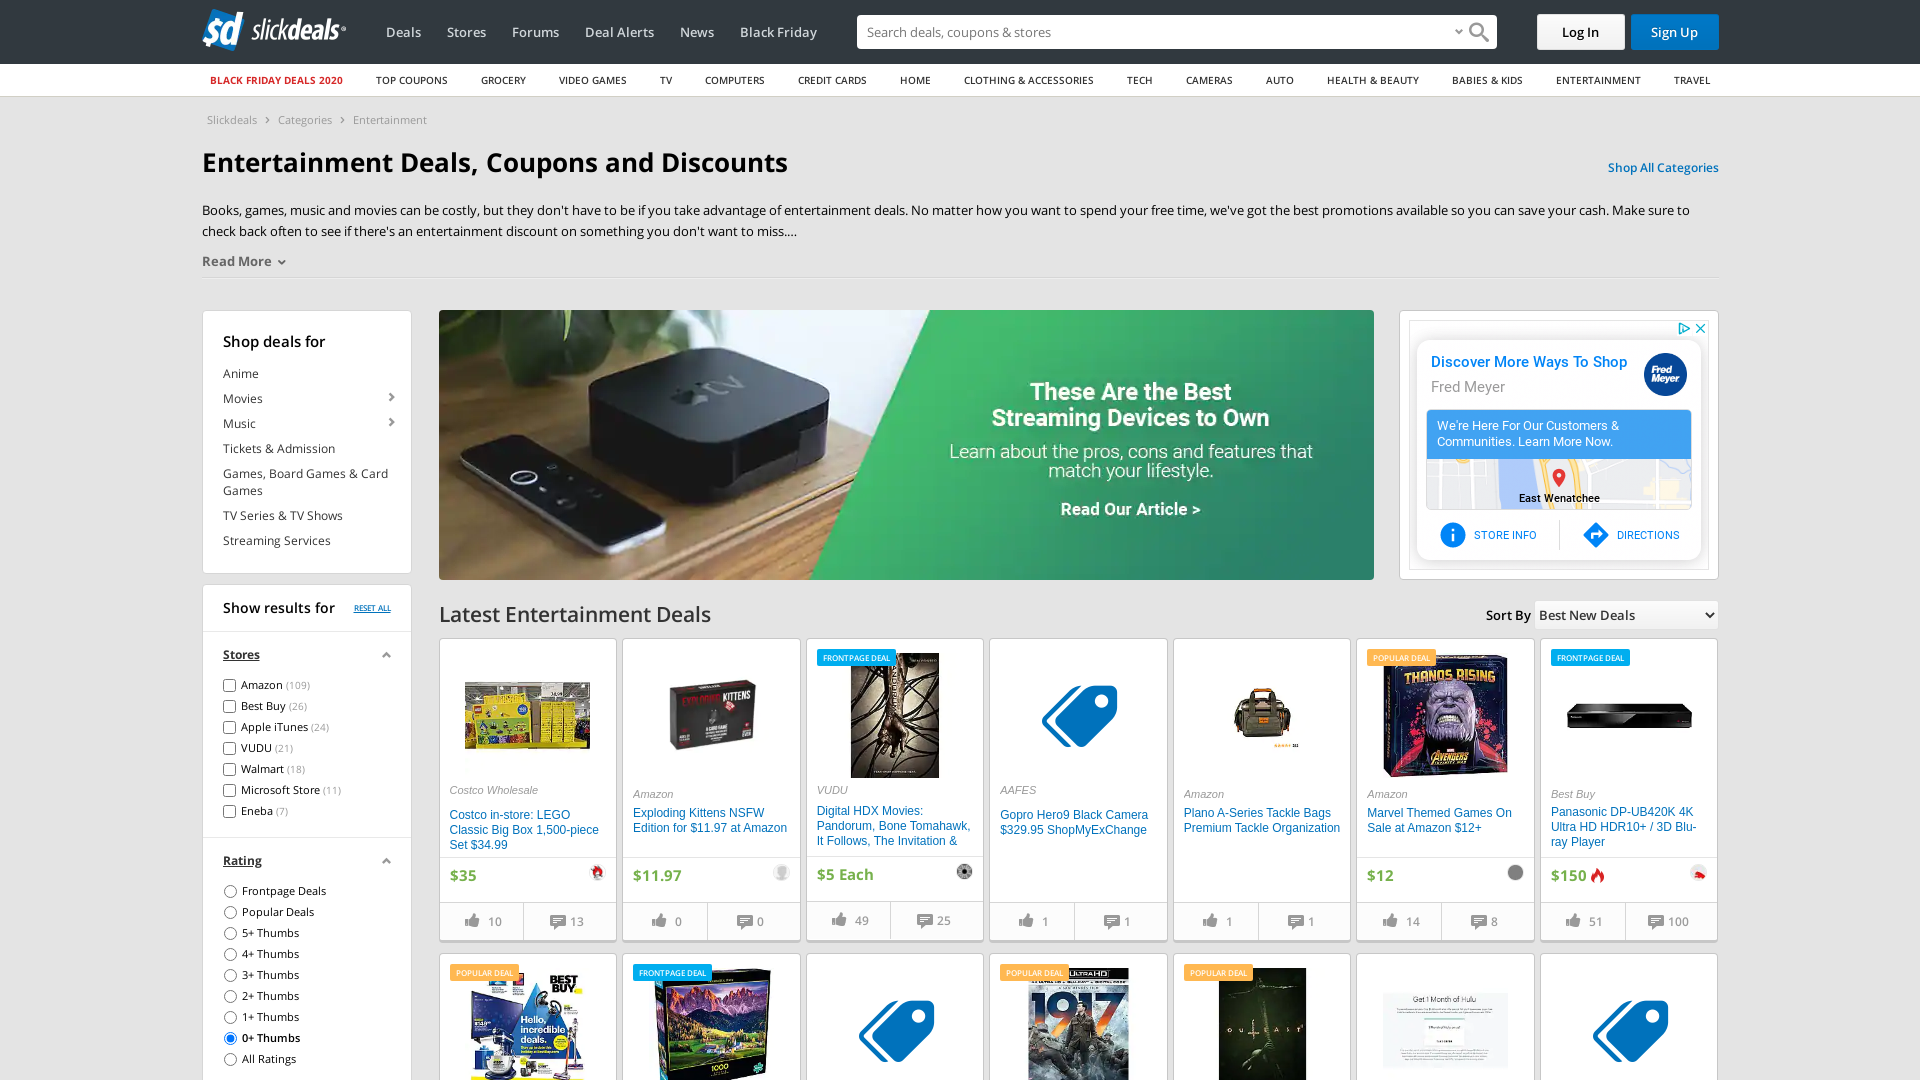 slickdeals
Deals
Stores
Forums
Deal Alerts
News
Black Friday
Search deals, coupons & stores
Log In
Sign Up
BLACK FRIDAY DEALS 2020
TOP COUPONS
GROCERY
VIDEO GAMES
TV
COMPUTERS
CREDIT CARDS
HOME
CLOTHING & ACCESSORIES
TECH
CAMERAS
AUTO
HEALTH & BEAUTY
BABIES & KIDS
ENTERTAINMENT
TRAVEL
Slickdeals > Categories > Entertainment
Entertainment Deals, Coupons and Discounts
Shop All Categories
Books, games, music and movies can be costly, but they don't have to be if you take advantage of entertainment deals. No matter how you want to spend your free time, we've got the best promotions available so you can save your cash. Make sure to
check back often to see if there's an entertainment discount on something you don't want to miss....
Read More
Shop deals for
Anime
Movies
Music
Tickets & Admission
Games, Board Games & Card
Games
TV Series & TV Shows
Streaming Services
These Are the Best
Streaming Devices to Own
Learn about the pros, cons and features that
match your lifestyle.
Read Our Article >
Discover More Ways To Shop
Fred Meyer
Fred
Meyer
We're Here For Our Customers &
Communities. Learn More Now.
East Wenatchee
STORE INFO
DIRECTIONS
Show results for
RESET ALL
Stores
Amazon (109)
Best Buy (26)
Apple iTunes (24)
VUDU (21)
Walmart (18)
Microsoft Store (11)
Eneba (7)
Rating
Frontpage Deals
Popular Deals
5+ Thumbs
4+ Thumbs
3+ Thumbs
2+ Thumbs
1+ Thumbs
0+ Thumbs
All Ratings
Latest Entertainment Deals
Sort By
Best New Deals
Costco Wholesale
Costco in-store: LEGO
Classic Big Box 1,500-piece
Set $34.99
$35
10
13
EXPLODING
KITTENS
Amazon
Exploding Kittens NSFW
Edition for $11.97 at Amazon
$11.97
0
0
FRONTPAGE DEAL
VUDU
Digital HDX Movies:
Pandorum, Bone Tomahawk,
It Follows, The Invitation &
$5 Each
49
25
AAFES
Gopro Hero9 Black Camera
$329.95 ShopMyExChange
1
1
Amazon
Plano A-Series Tackle Bags
Premium Tackle Organization
1
1
POPULAR DEAL
THANOS RISING
AVENGERS
Amazon
Marvel Themed Games On
Sale at Amazon $12+
$12
14
8
FRONTPAGE DEAL
Best Buy
Panasonic DP-UB420K 4K
Ultra HD HDR10+ / 3D Blu-
ray Player
$150
51
100
POPULAR DEAL
BEST
BUY
Hello,
incredible
deals.
FRONTPAGE DEAL
1000
POPULAR DEAL
ULTRA HD
1917
POPULAR DEAL
OUTCAST
Get 1 Month of Hulu